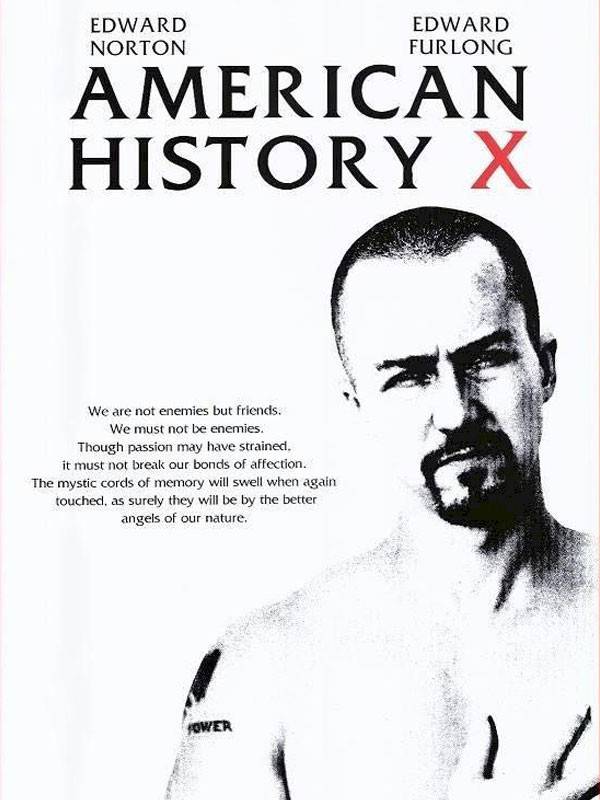 EDWARD NORTON
EDWARD FURLONG
AMERICAN
HISTORY X
We are not enemies but friends.
We must not be enemies.
Though passion may have strained,
it must not break our bonds of affection.
The mystic cords of memory will swell when again
touched, as surely they will be by the better
angels of our nature.
POWER